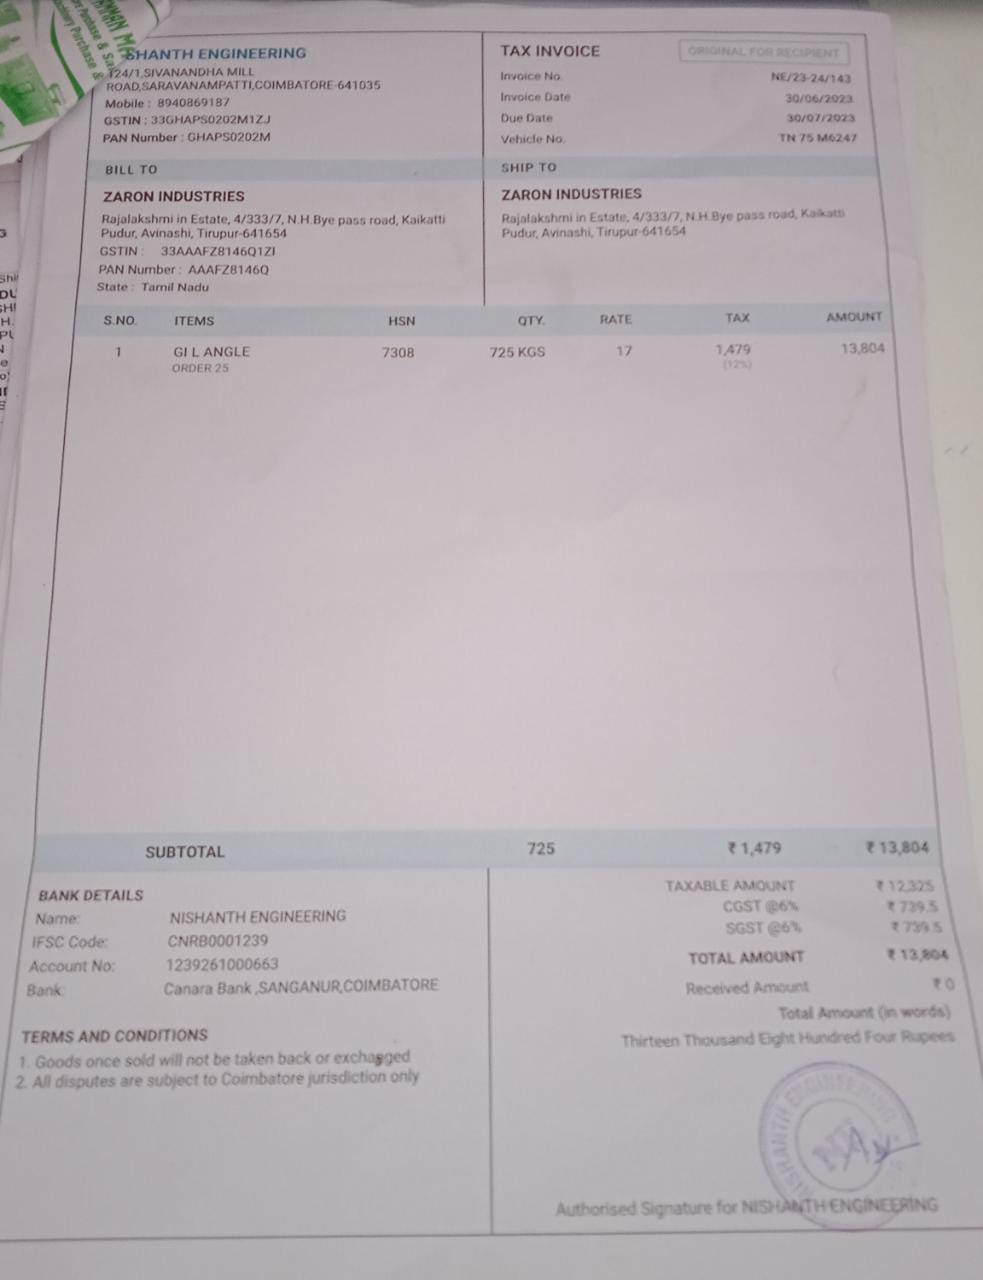 SHANTH ENGINEERING
124/1,SIVANANDHA MILL
ROAD,SARAVANAMPATTI,COIMBATORE-641035
Mobile : 8940869187
GSTIN : 33GHAPS0202M1ZJ
PAN Number : GHAPS0202M
TAX INVOICE
ORIGINAL FOR RECIPIENT
Invoice No. NE/23-24/143
Invoice Date 30/06/2023
Due Date 30/07/2023
Vehicle No. TN 75 M6247
BILL TO
ZARON INDUSTRIES
Rajalakshmi in Estate, 4/333/7, N.H.Bye pass road, Kaikatti
Pudur, Avinashi, Tirupur-641654
GSTIN : 33AAAFZ8146Q1ZI
PAN Number : AAAFZ8146Q
State : Tamil Nadu
SHIP TO
ZARON INDUSTRIES
Rajalakshmi in Estate, 4/333/7, N.H.Bye pass road, Kaikatti
Pudur, Avinashi, Tirupur-641654
S.NO. ITEMS HSN QTY. RATE TAX AMOUNT
1 GI L ANGLE 7308 725 KGS 17 1,479 13,804
ORDER 25 (12%)
SUBTOTAL 725 ₹ 1,479 ₹ 13,804
BANK DETAILS
Name: NISHANTH ENGINEERING
IFSC Code: CNRB0001239
Account No: 1239261000663
Bank: Canara Bank ,SANGANUR,COIMBATORE
TERMS AND CONDITIONS
1. Goods once sold will not be taken back or exchanged
2. All disputes are subject to Coimbatore jurisdiction only
TAXABLE AMOUNT ₹ 12,325
CGST @6% ₹ 739.5
SGST @6% ₹ 739.5
TOTAL AMOUNT ₹ 13,804
Received Amount ₹ 0
Total Amount (in words)
Thirteen Thousand Eight Hundred Four Rupees
NISHANTH ENGINEERING
Authorised Signature for NISHANTH ENGINEERING